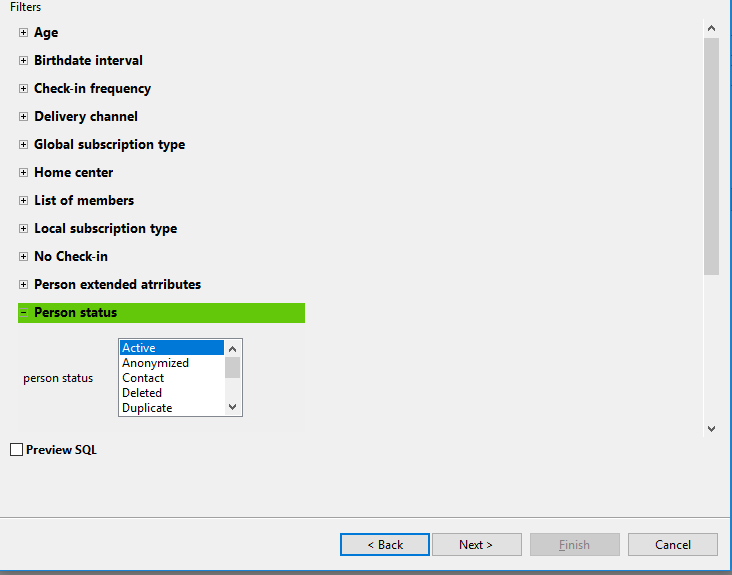 Filters
Age
Birthdate interval
Check-in frequency
Delivery channel
Global subscription type
Home center
List of members
Local subscription type
No Check-in
Person extended atrributes
Person status
person status
Active
Anonymized
Contact
Deleted
Duplicate
Preview SQL
< Back
Next >
Finish
Cancel